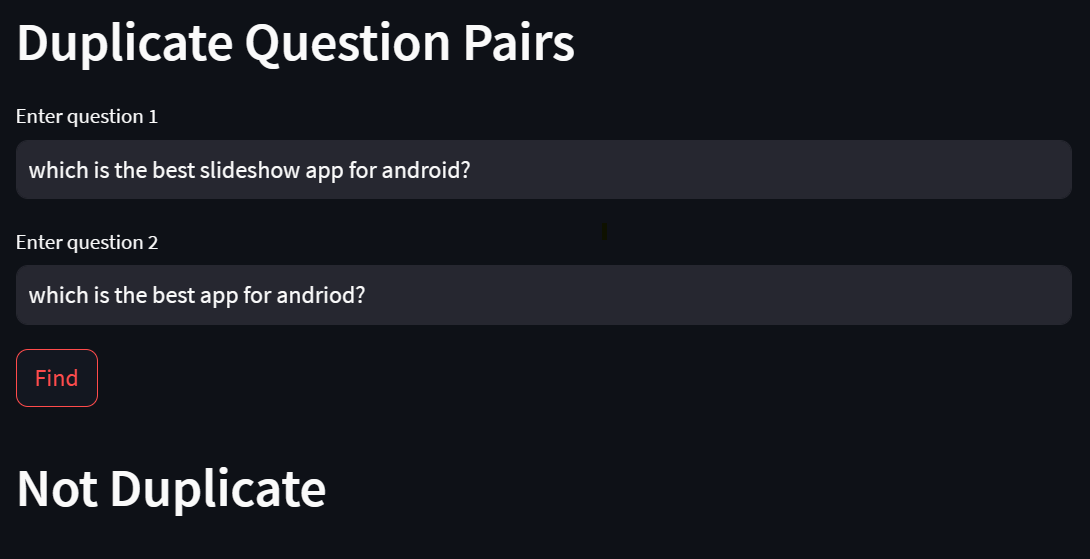 Duplicate Question Pairs
Enter question 1
which is the best slideshow app for android?
Enter question 2
which is the best app for andriod?
Find
Not Duplicate